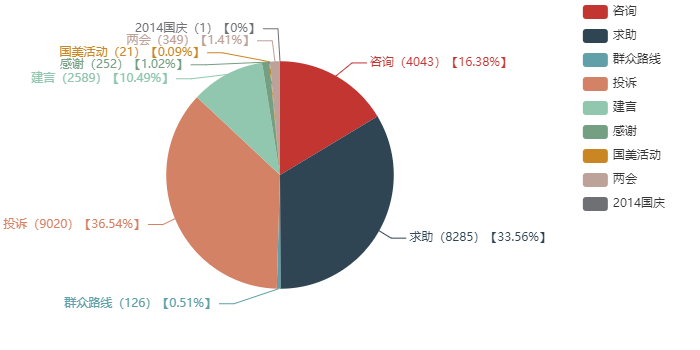 2014国庆（1）【0%】
两会（349）【1.41%】
国美活动（21）【0.09%】
感谢（252）【1.02%】
建言（2589）【10.49%】
咨询（4043）【16.38%】
投诉（9020）【36.54%】
求助（8285）【33.56%】
群众路线（126）【0.51%】
咨询
求助
群众路线
投诉
建言
感谢
国美活动
两会
2014国庆